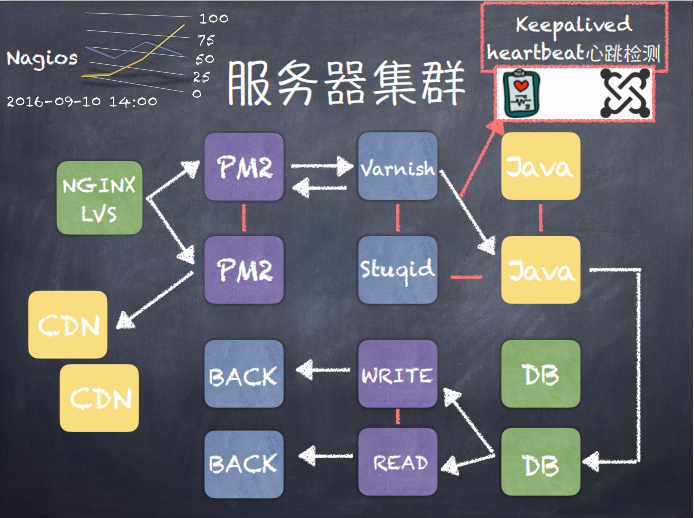 100
75
50
25
0
Nagios
2016-09-10 14:00
服务器集群
Keepalived
heartbeat心跳检测
NGINX
LVS
PM2
Varnish
Java
PM2
Stuqid
Java
CDN
CDN
BACK
WRITE
DB
BACK
READ
DB